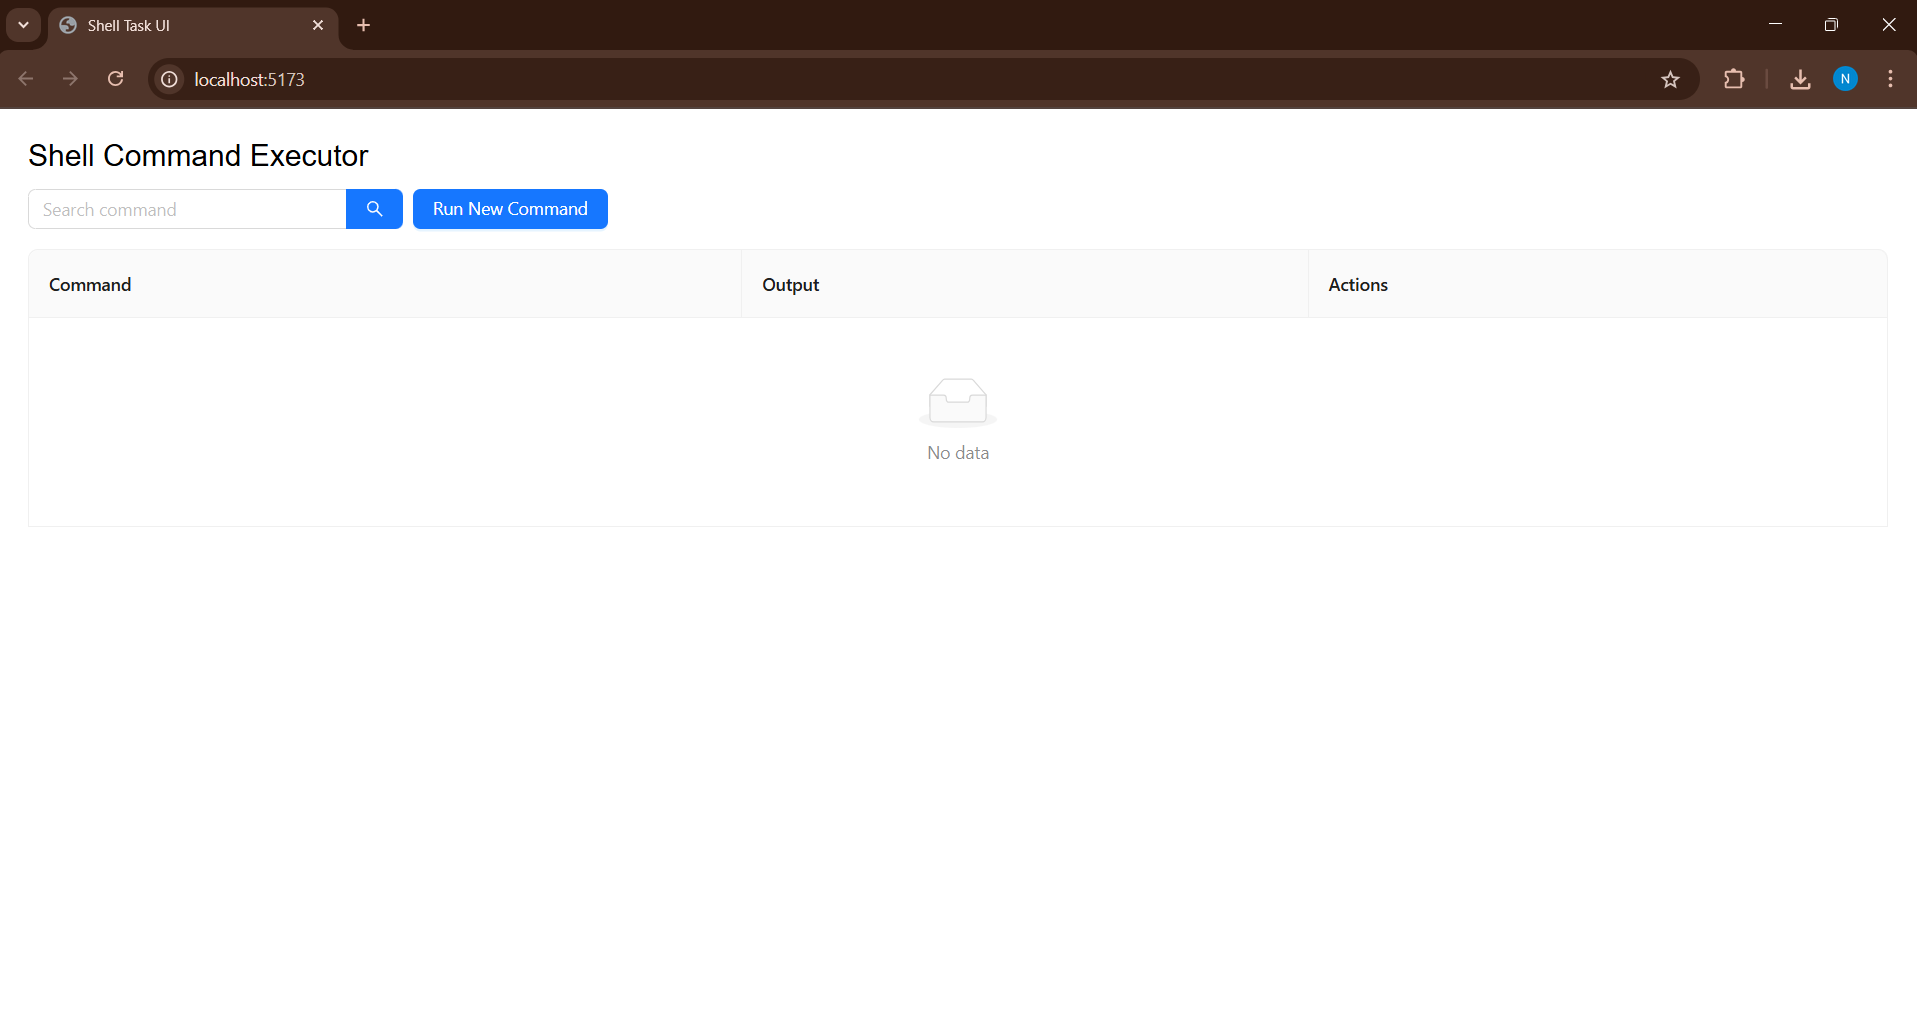 Shell Task UI
localhost:5173
N
Shell Command Executor
Search command
Run New Command
Command Output Actions
No data